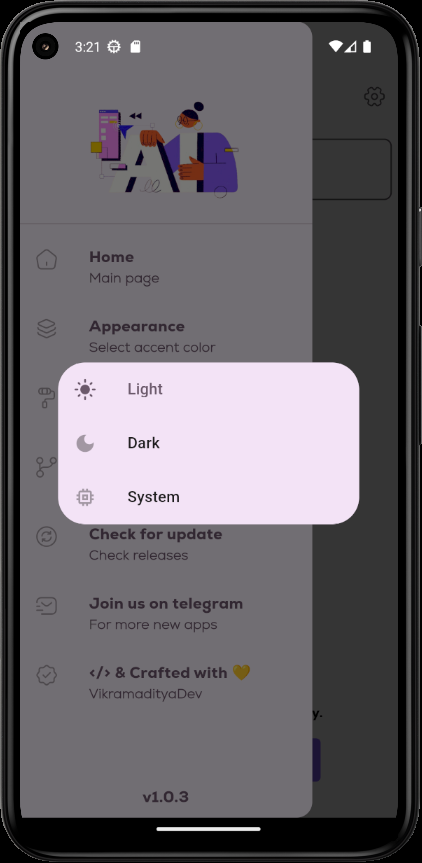 3:21
AI
Home
Main page
Appearance
Select accent color
Light
Dark
System
Check for update
Check releases
Join us on telegram
For more new apps
</> & Crafted with 💛
VikramadityaDev
y.
v1.0.3